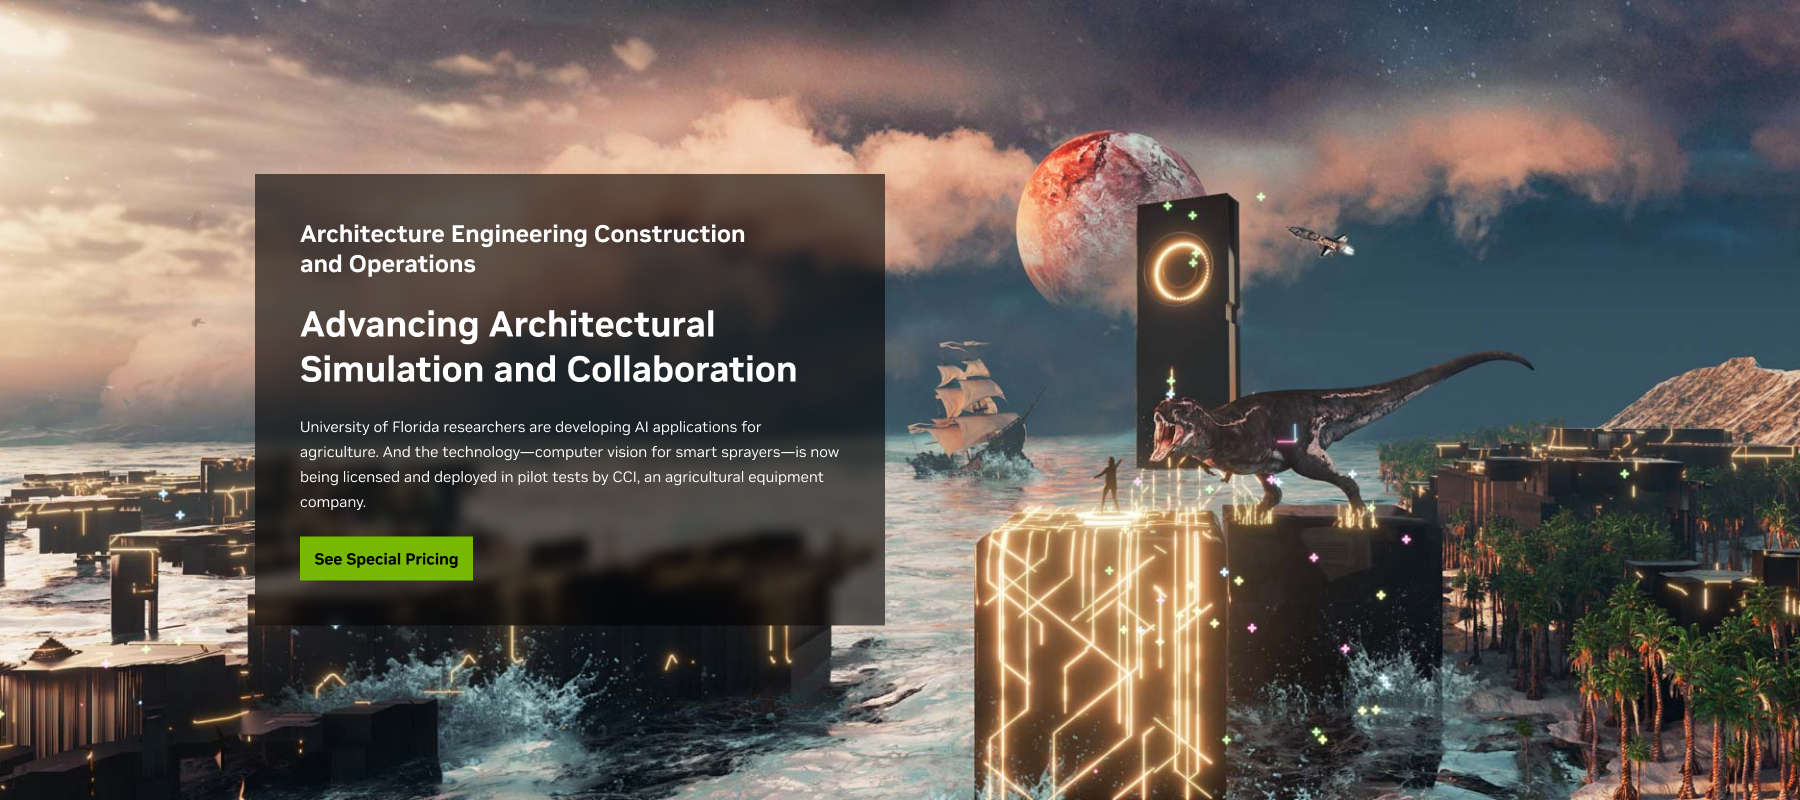 Architecture Engineering Construction
and Operations
Advancing Architectural
Simulation and Collaboration
University of Florida researchers are developing AI applications for
agriculture. And the technology—computer vision for smart sprayers—is now
being licensed and deployed in pilot tests by CCI, an agricultural equipment
company.
See Special Pricing